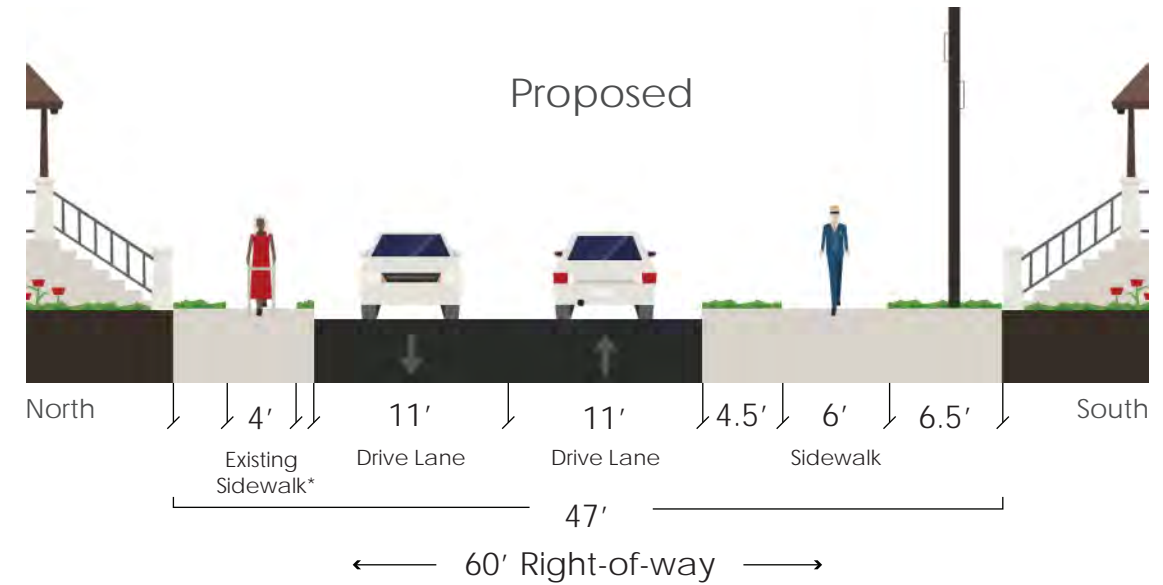 Proposed
North
4′
11′
11′
4.5′
6′
6.5′
South
Existing
Sidewalk*
Drive Lane
Drive Lane
Sidewalk
47′
60′ Right-of-way